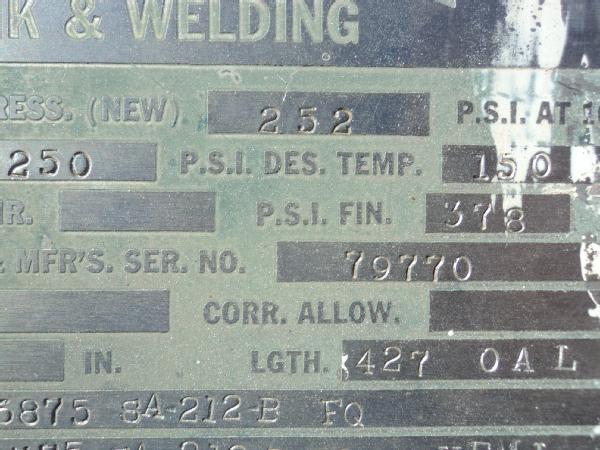 & WELDING
RESS. (NEW) 252 P.S.I. AT
250 P.S.I. DES. TEMP. 150
P.S.I. FIN. 378
MFR'S. SER. NO. 79770
CORR. ALLOW.
IN. LGTH. 427 OAL
5875 SA-212-B FQ